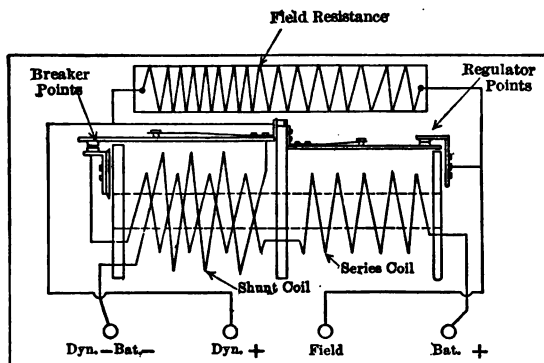 Field Resistance
Breaker
Points
Regulator
Points
Shunt Coil
Series Coil
Dyn. - Bat. -
Dyn. +
Field
Bat. +